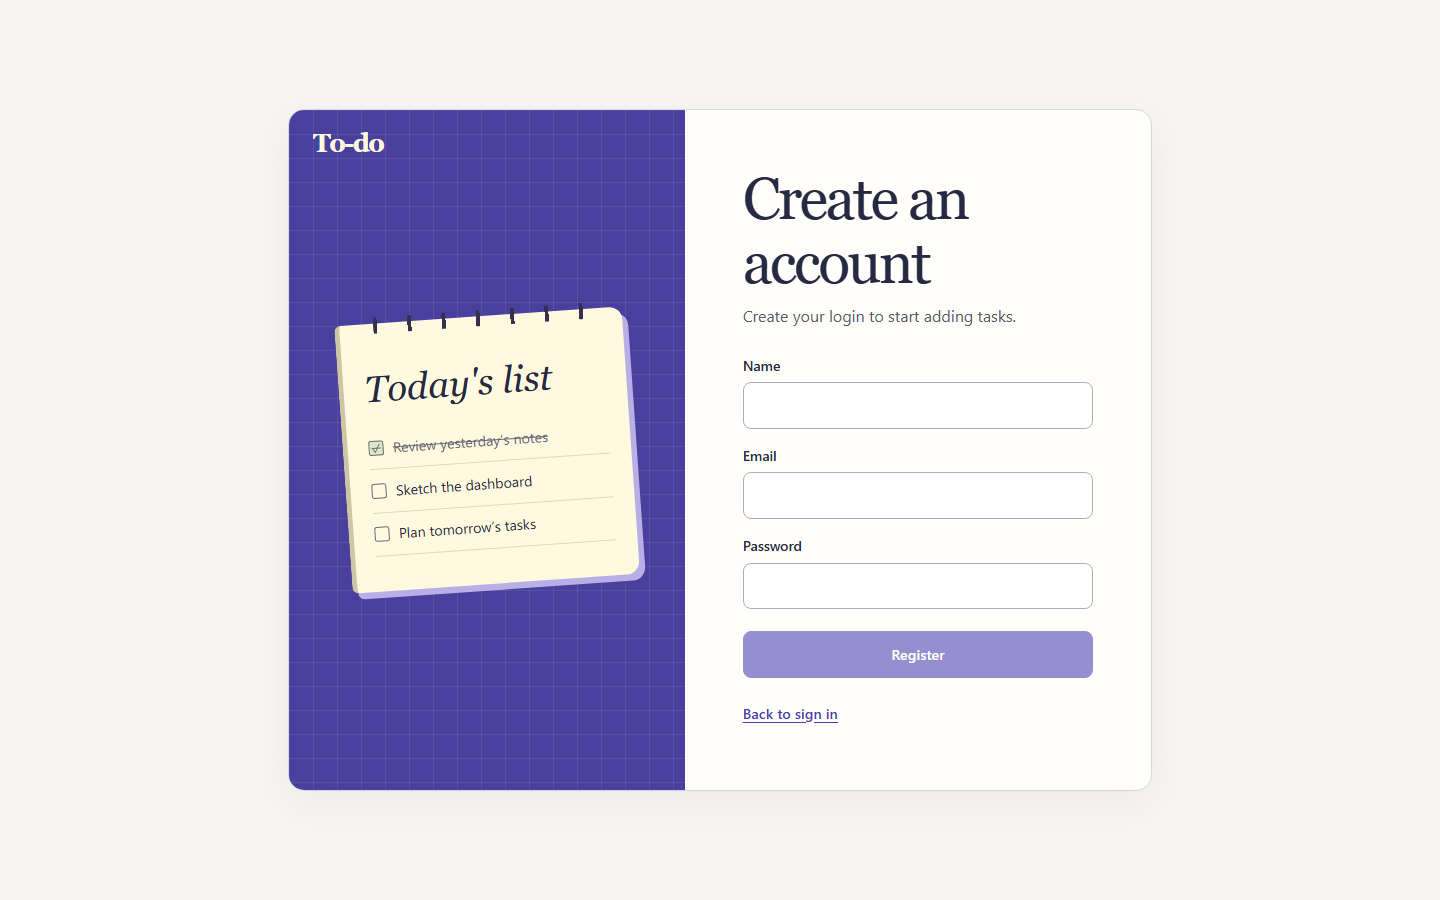 To-do
Today's list
Review yesterday's notes
Sketch the dashboard
Plan tomorrow's tasks
Create an
account
Create your login to start adding tasks.
Name
Email
Password
Register
Back to sign in